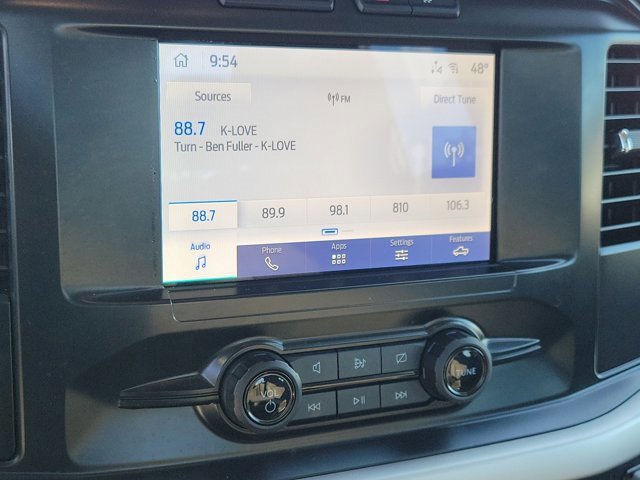 9:54
48°
Sources
FM
Direct Tune
88.7 K-LOVE
Turn - Ben Fuller - K-LOVE
88.7 89.9 98.1 810 106.3
Audio Phone Apps Settings Features
VOL
TUNE